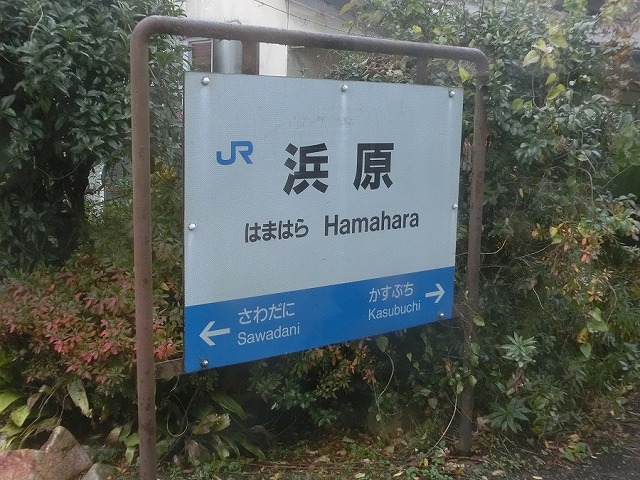 JR 浜原
はまはら Hamahara
さわだに
Sawadani
かすぶち
Kasubuchi